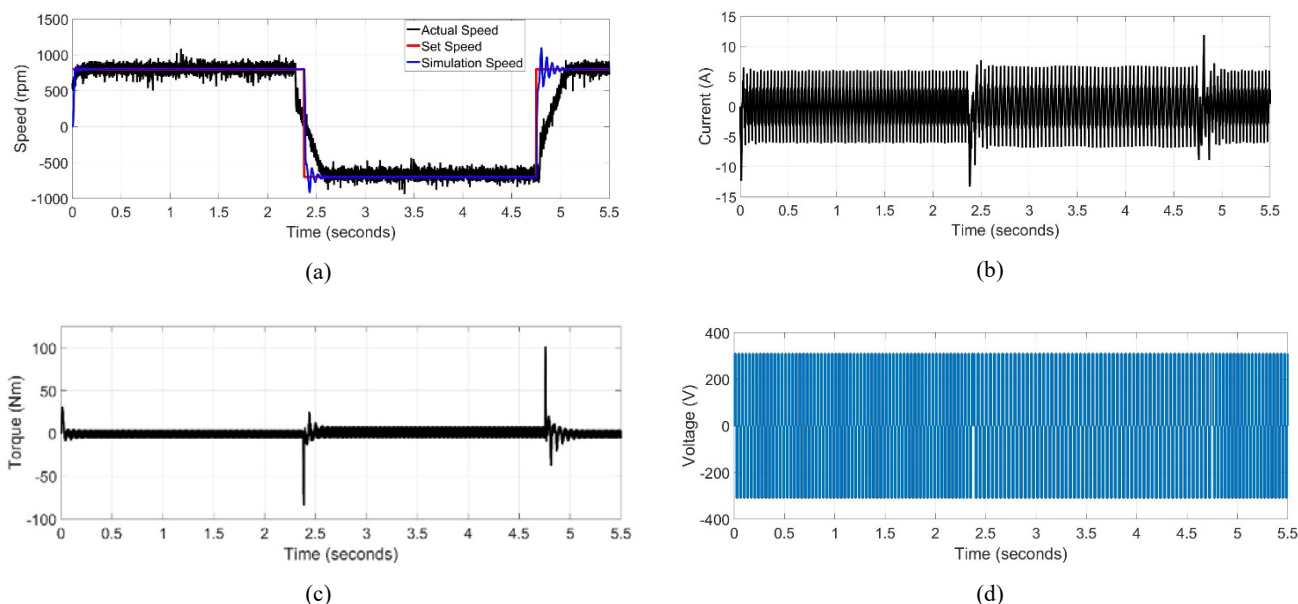 1500
1000
500
0
-500
-1000
Speed (rpm)
Actual Speed
Set Speed
Simulation Speed
0 0.5 1 1.5 2 2.5 3 3.5 4 4.5 5 5.5
Time (seconds)
(a)
15
10
5
0
-5
-10
-15
Current (A)
0 0.5 1 1.5 2 2.5 3 3.5 4 4.5 5 5.5
Time (seconds)
(b)
100
50
0
-50
-100
Torque (Nm)
0 0.5 1 1.5 2 2.5 3 3.5 4 4.5 5 5.5
Time (seconds)
(c)
400
200
0
-200
-400
Voltage (V)
0 0.5 1 1.5 2 2.5 3 3.5 4 4.5 5 5.5
Time (seconds)
(d)